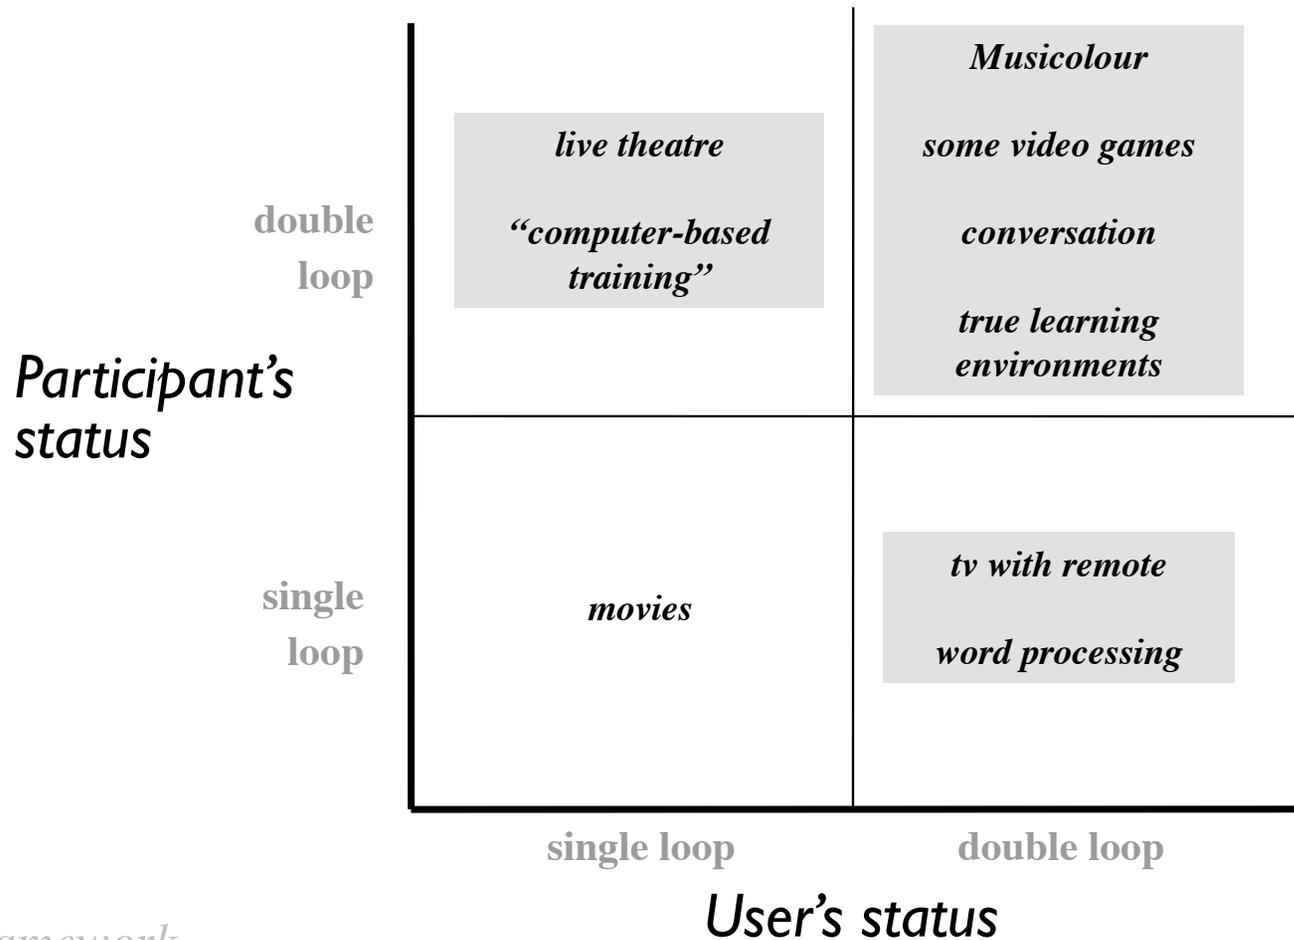 Musicolour
live theatre
some video games
double
loop
“computer-based
training”
conversation
true learning
environments
Participant’s
status
single
loop
movies
tv with remote
word processing
single loop
double loop
User’s status